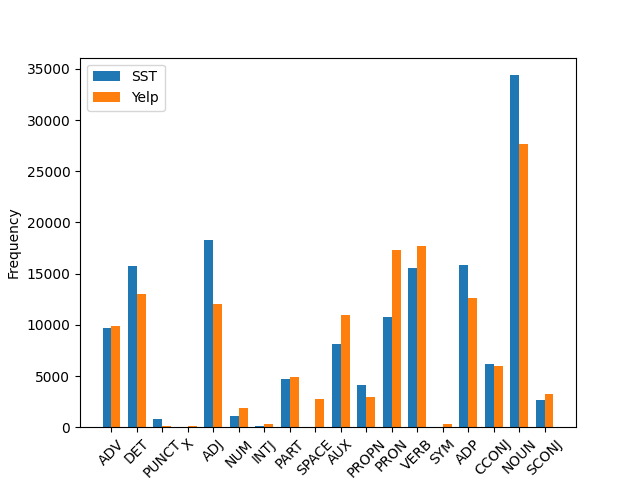 SST
Yelp
Frequency
35000
30000
25000
20000
15000
10000
5000
0
ADV
DET
PUNCT
X
ADJ
NUM
INTJ
PART
SPACE
AUX
PROPN
PRON
VERB
SYM
ADP
CCONJ
NOUN
SCONJ